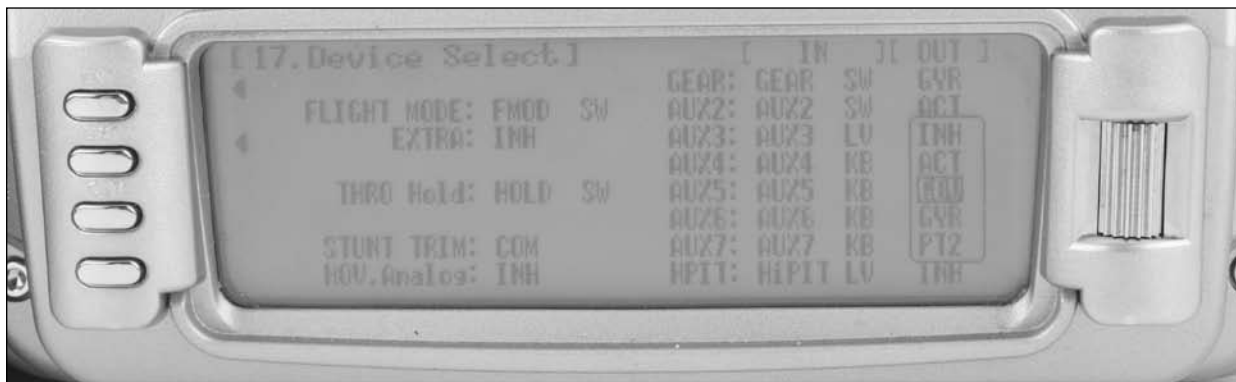 [17.Device Select] [ IN ][ OUT ]
GEAR: GEAR SW GYR
FLIGHT MODE: FMOD SW AUX2: AUX2 SW ACT
EXTRA: INH AUX3: AUX3 LV INH
AUX4: AUX4 KB ACT
THRO Hold: HOLD SW AUX5: AUX5 KB
AUX6: AUX6 KB GYR
STUNT TRIM: COM AUX7: AUX7 KB PT2
HOV.Analog: INH HPIT: HiPIT LV INH